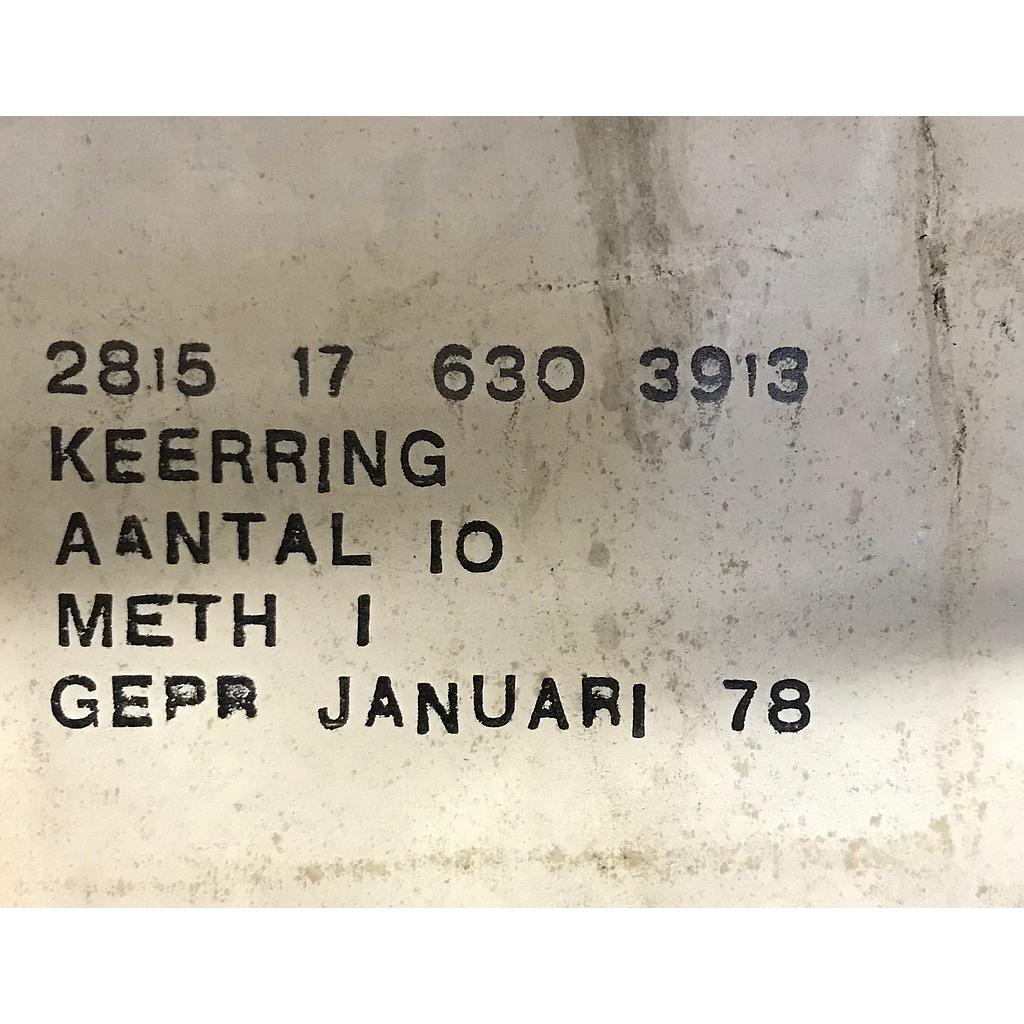 2815 17 630 3913
KEERRING
AANTAL 10
METH 1
GEPR JANUARI 78